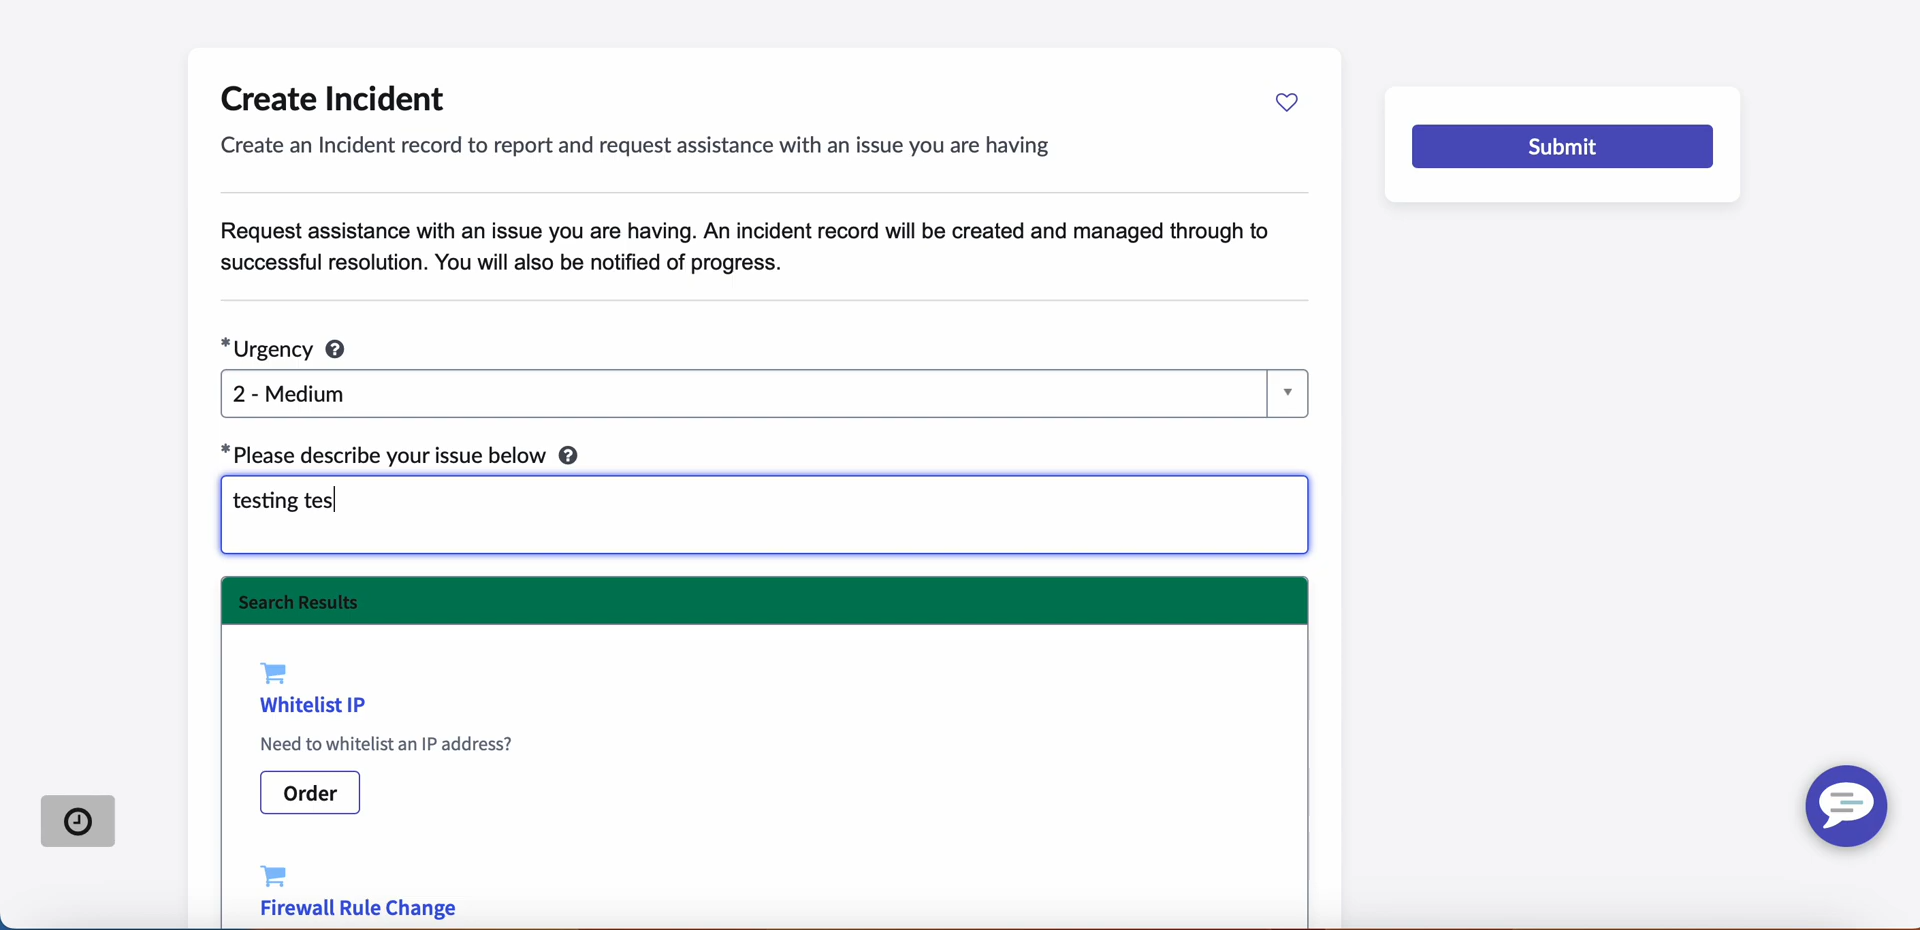 Create Incident
Create an Incident record to report and request assistance with an issue you are having
Submit
Request assistance with an issue you are having. An incident record will be created and managed through to
successful resolution. You will also be notified of progress.
*Urgency ?
2 - Medium
*Please describe your issue below ?
testing tes
Search Results
Whitelist IP
Need to whitelist an IP address?
Order
Firewall Rule Change